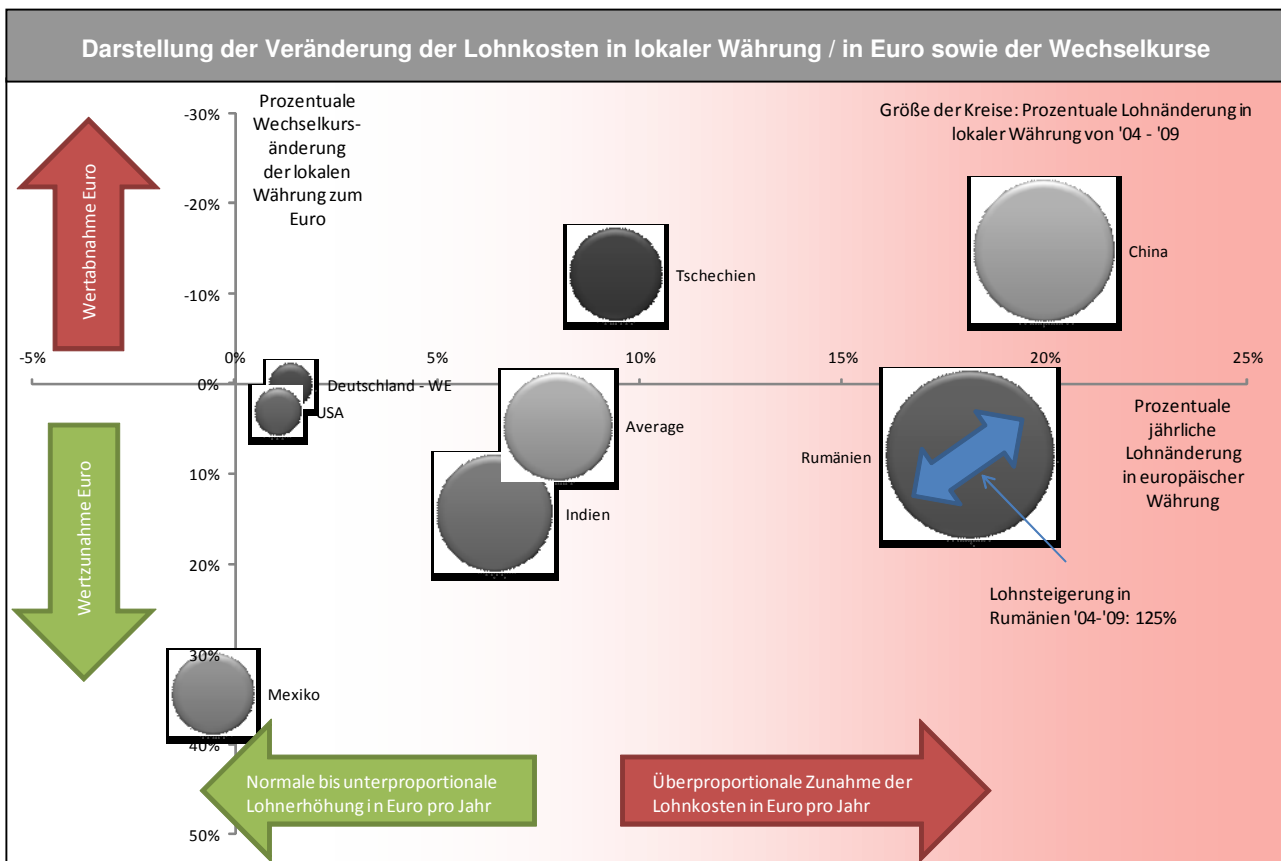 Darstellung der Veränderung der Lohnkosten in lokaler Währung / in Euro sowie der Wechselkurse
Wertabnahme Euro
Wertzunahme Euro
-30%
-20%
-10%
0%
10%
20%
30%
40%
50%
Prozentuale
Wechselkurs-
änderung
der lokalen
Währung zum
Euro
Größe der Kreise: Prozentuale Lohnänderung in
lokaler Währung von '04 - '09
China
Tschechien
-5%
0%
5%
10%
15%
20%
25%
Deutschland - WE
USA
Average
Indien
Rumänien
Mexiko
Prozentuale
jährliche
Lohnänderung
in europäischer
Währung
Lohnsteigerung in
Rumänien '04-'09: 125%
Normale bis unterproportionale
Lohnerhöhung in Euro pro Jahr
Überproportionale Zunahme der
Lohnkosten in Euro pro Jahr